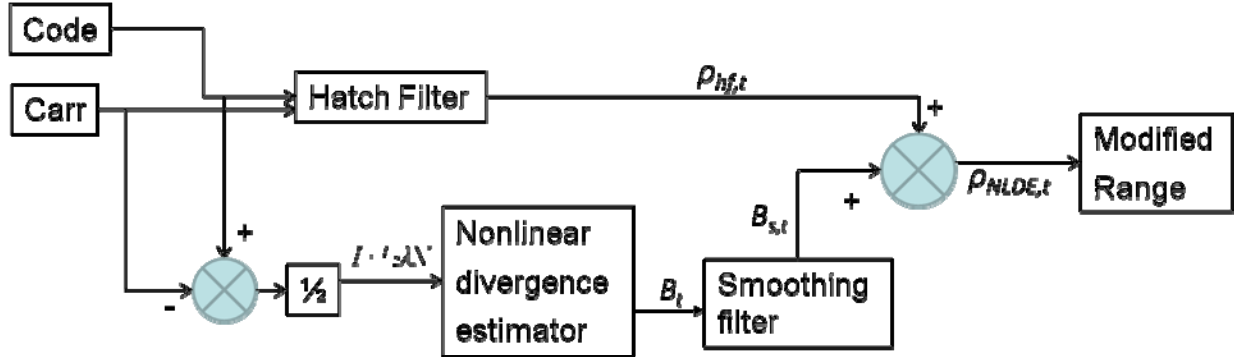 Code
Carr
Hatch Filter
ρhf,t
+
+
Modified
Range
ρNLDE,t
Bs,t
+
-
½
Nonlinear
divergence
estimator
Bt
Smoothing
filter